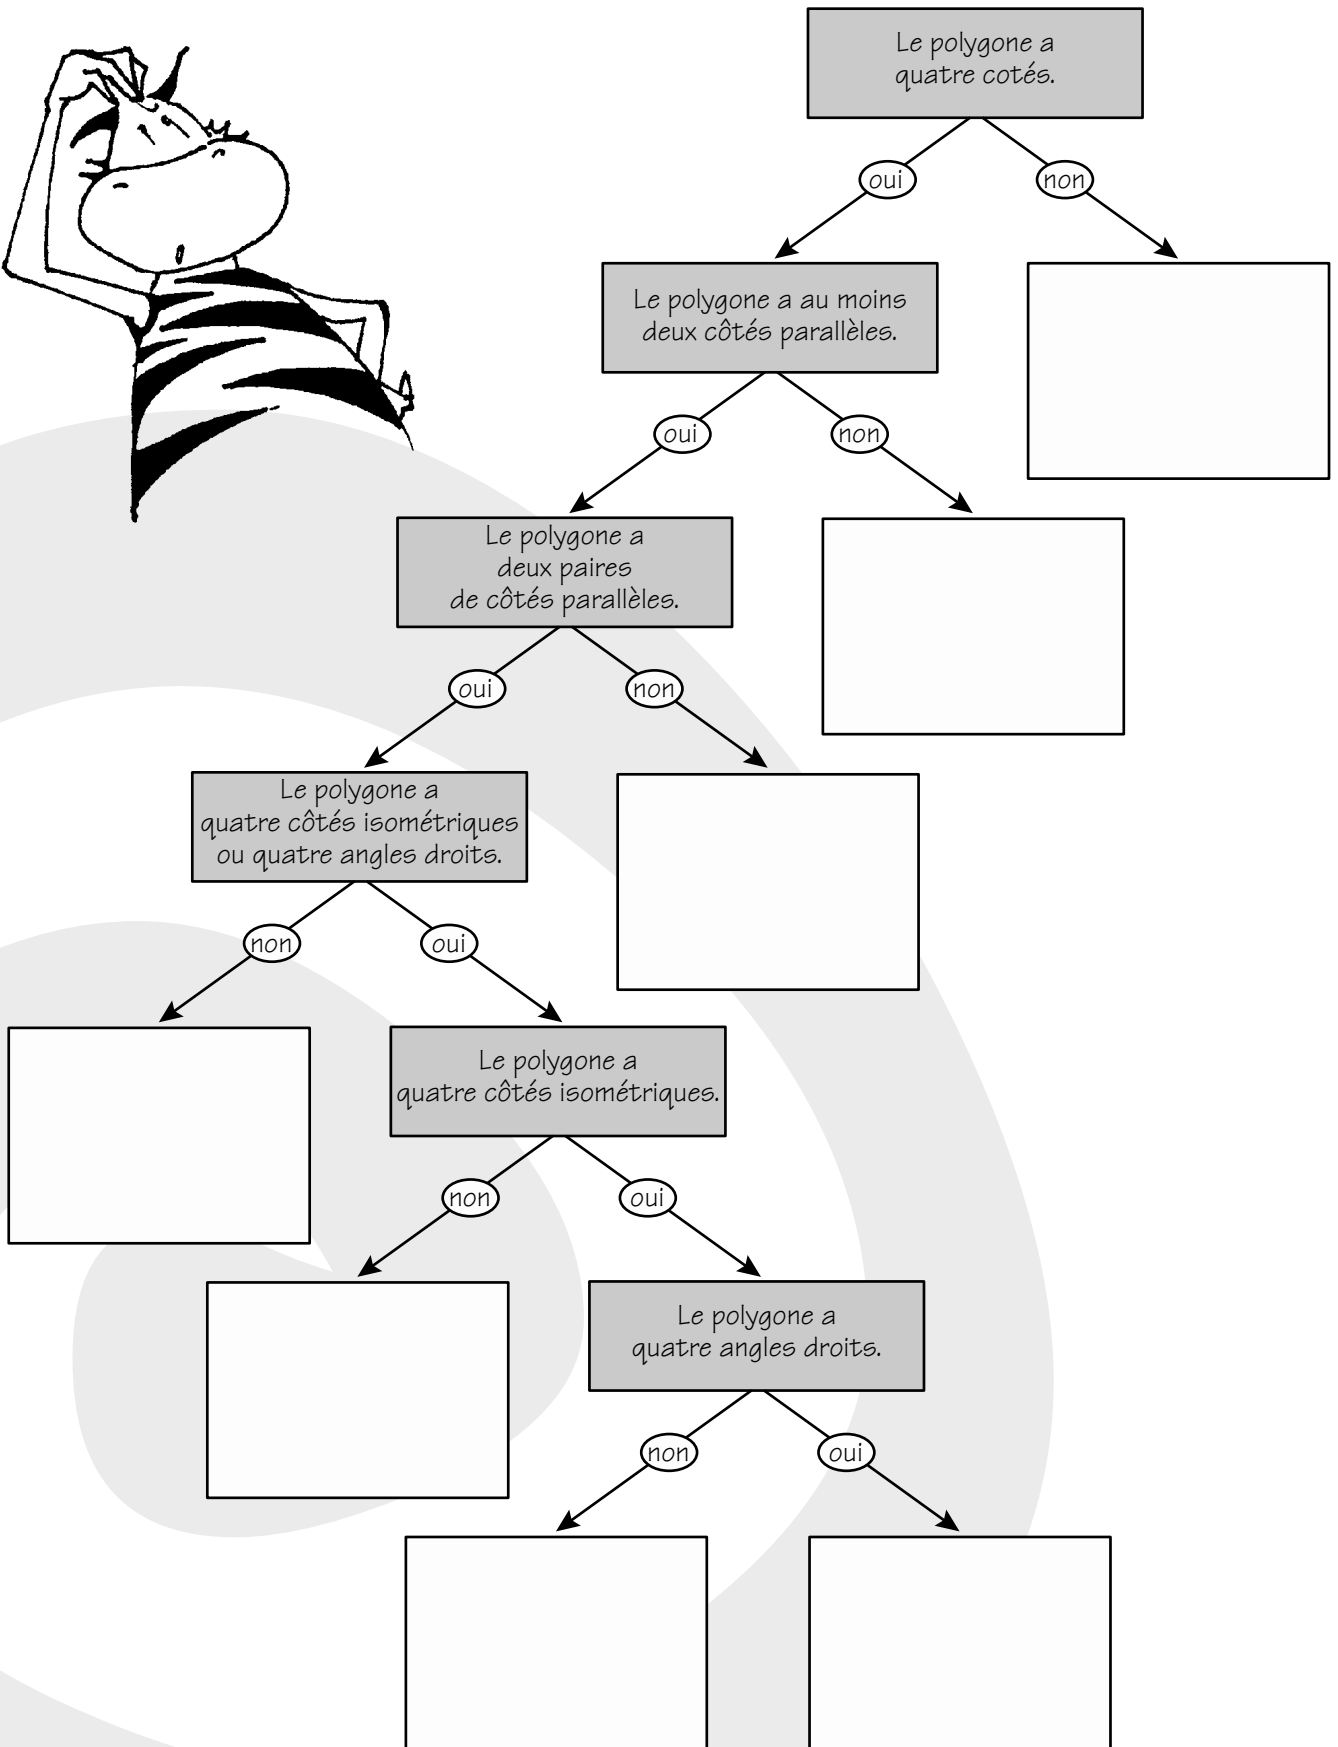 Le polygone a
quatre cotés.
oui
non
Le polygone a au moins
deux côtés parallèles.
oui
non
Le polygone a
deux paires
de côtés parallèles.
oui
non
Le polygone a
quatre côtés isométriques
ou quatre angles droits.
non
oui
Le polygone a
quatre côtés isométriques.
non
oui
Le polygone a
quatre angles droits.
non
oui